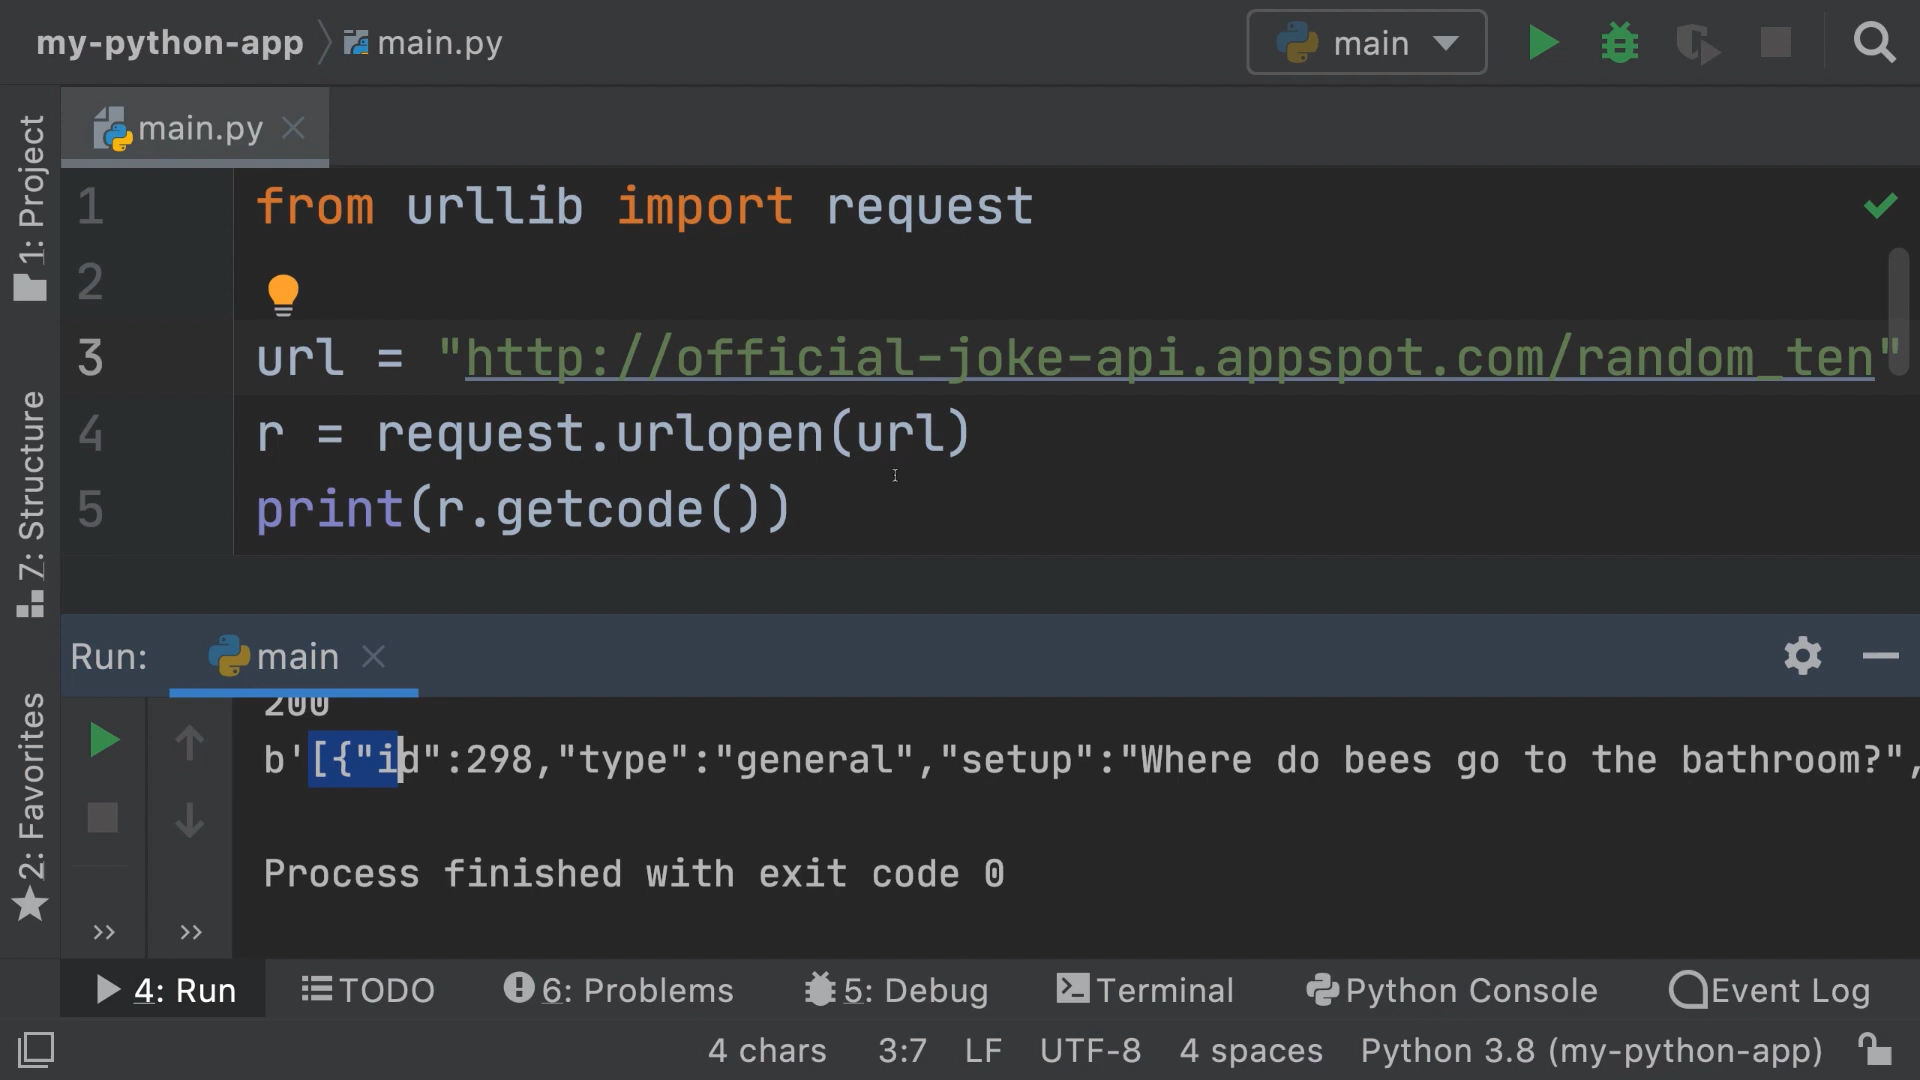 my-python-app main.py
main
main.py
1: Project
7: Structure
2: Favorites
1 from urllib import request
2
3 url = "http://official-joke-api.appspot.com/random_ten"
4 r = request.urlopen(url)
5 print(r.getcode())
Run: main
200
b'[{"id":298,"type":"general","setup":"Where do bees go to the bathroom?",
Process finished with exit code 0
4: Run TODO 6: Problems 5: Debug Terminal Python Console Event Log
4 chars 3:7 LF UTF-8 4 spaces Python 3.8 (my-python-app)